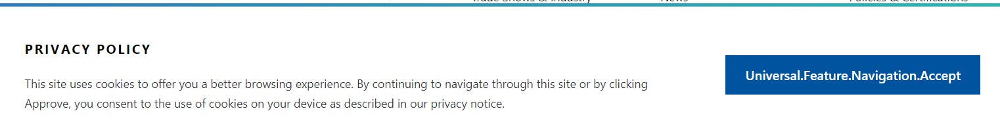 Trade Shows & Industry News Policies & Certifications
PRIVACY POLICY
This site uses cookies to offer you a better browsing experience. By continuing to navigate through this site or by clicking
Approve, you consent to the use of cookies on your device as described in our privacy notice.
Universal.Feature.Navigation.Accept